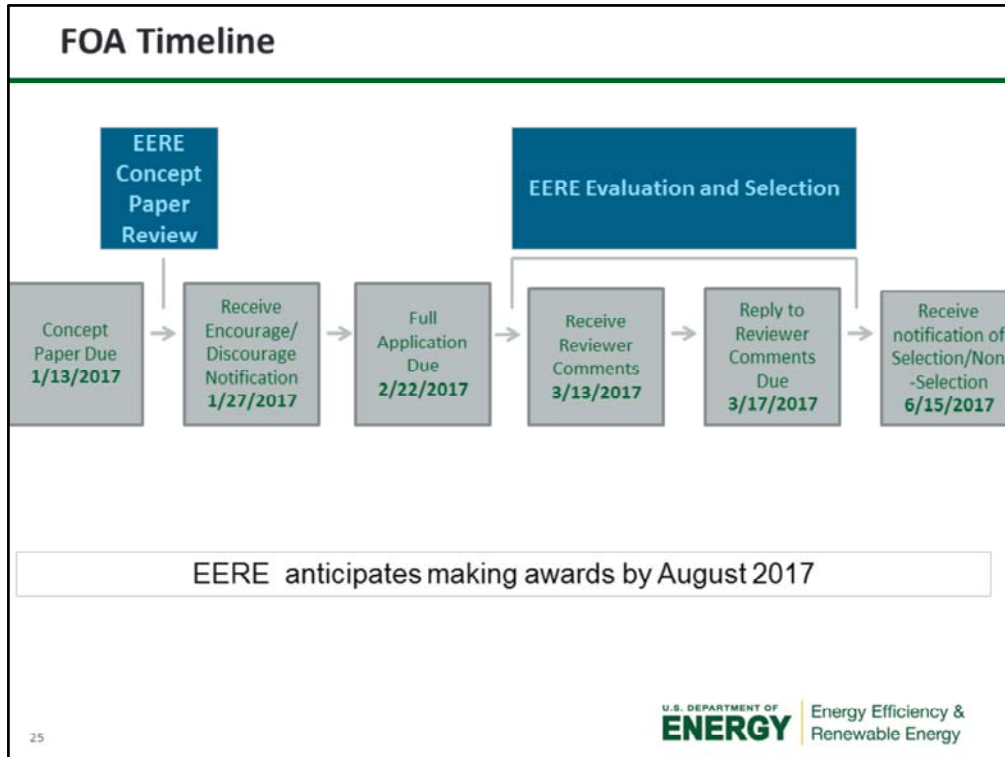 FOA Timeline
EERE
Concept
Paper
Review
EERE Evaluation and Selection
Concept
Paper Due
1/13/2017
Receive
Encourage/
Discourage
Notification
1/27/2017
Full
Application
Due
2/22/2017
Receive
Reviewer
Comments
3/13/2017
Reply to
Reviewer
Comments
Due
3/17/2017
Receive
notification of
Selection/Non
-Selection
6/15/2017
EERE anticipates making awards by August 2017
25
U.S. DEPARTMENT OF
ENERGY
Energy Efficiency &
Renewable Energy